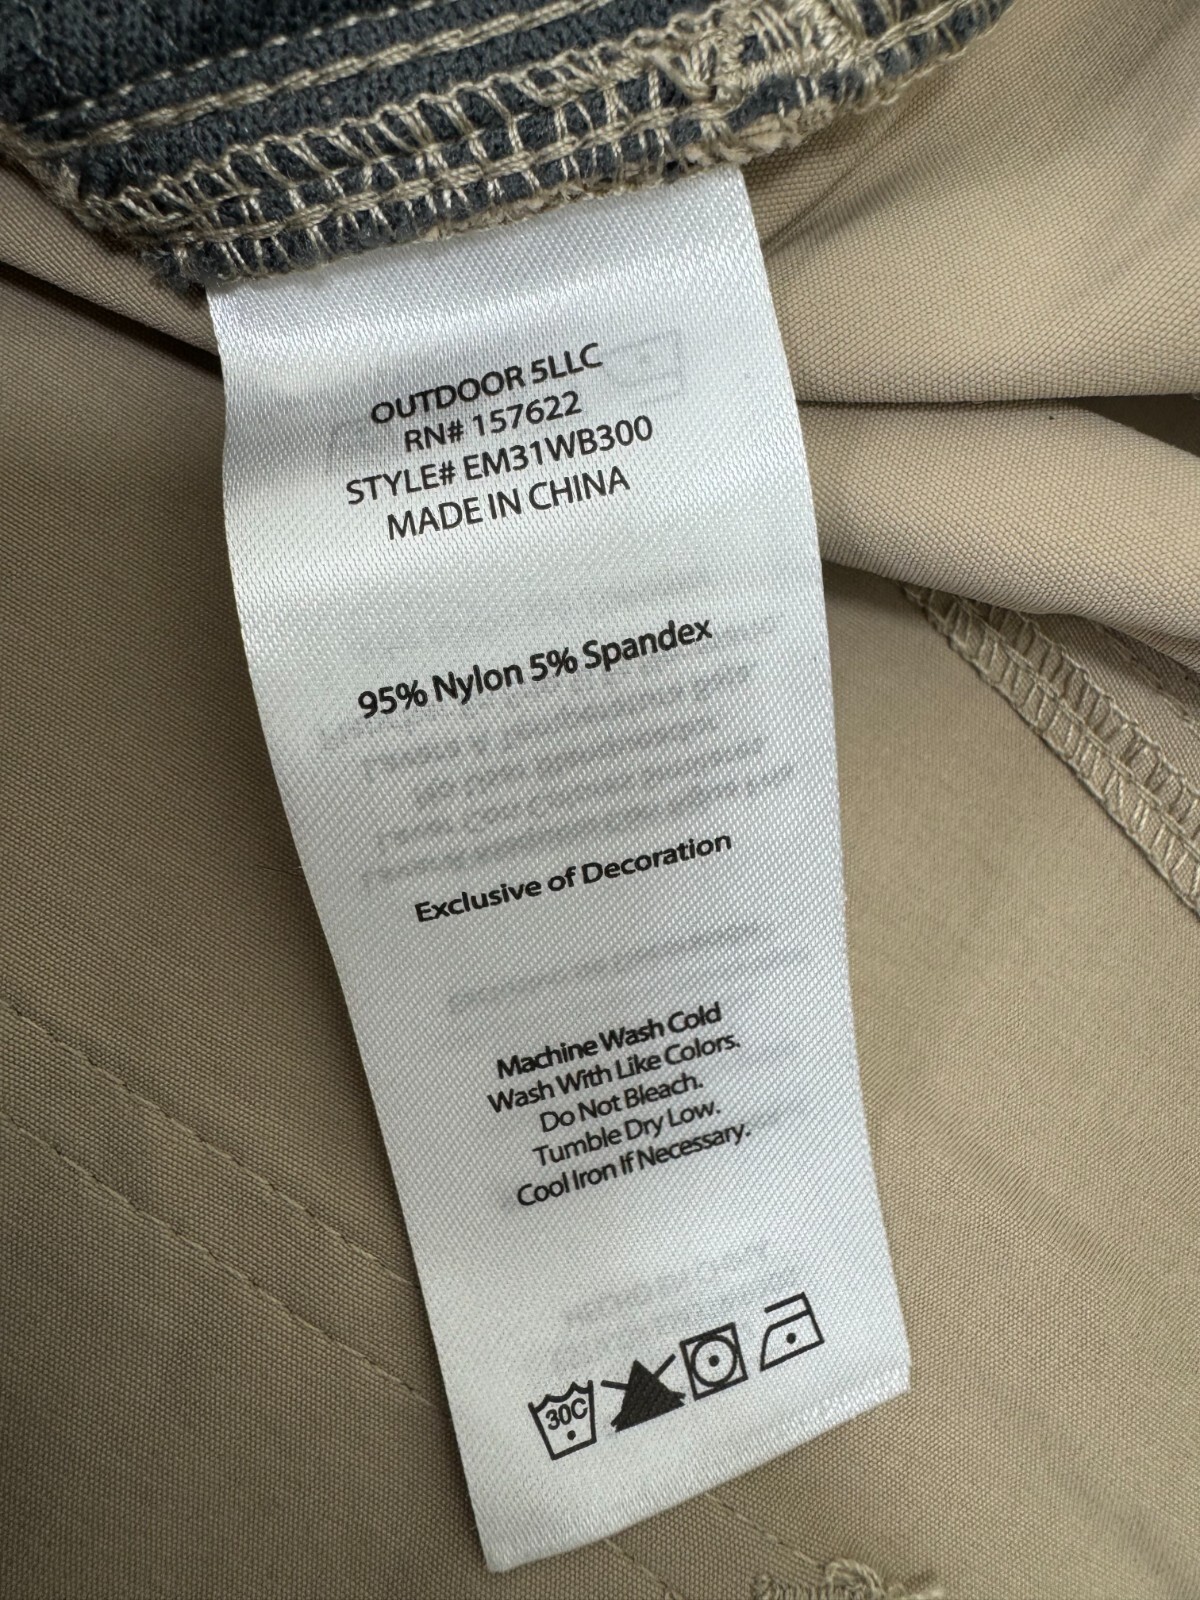 OUTDOOR 5LLC
RN# 157622
STYLE# EM31WB300
MADE IN CHINA
95% Nylon 5% Spandex
Exclusive of Decoration
Machine Wash Cold
Wash With Like Colors.
Do Not Bleach.
Tumble Dry Low.
Cool Iron If Necessary.
30C